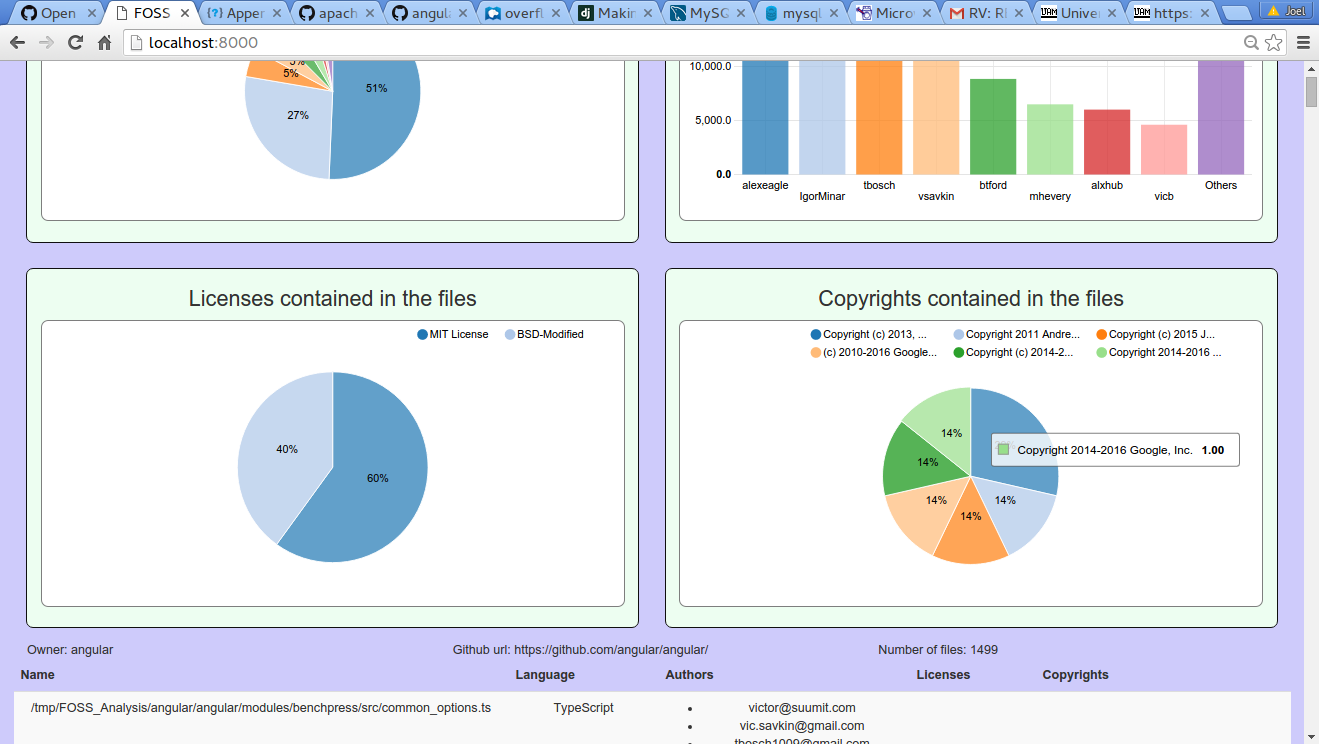 Open
FOSS
Apper
apach
angula
overfl
Makin
MySQ
mysql
Micro
RV: RE
Univer
https:
Joel
localhost:8000
5%
5%
51%
27%
10,000.0
5,000.0
0.0
alexeagle
IgorMinar
tbosch
vsavkin
btford
mhevery
alxhub
vicb
Others
Licenses contained in the files
MIT License BSD-Modified
40%
60%
Copyrights contained in the files
Copyright (c) 2013, ... Copyright 2011 Andre... Copyright (c) 2015 J...
(c) 2010-2016 Google... Copyright (c) 2014-2... Copyright 2014-2016 ...
14%
Copyright 2014-2016 Google, Inc. 1.00
14%
14%
14%
14%
Owner: angular Github url: https://github.com/angular/angular/ Number of files: 1499
Name Language Authors Licenses Copyrights
/tmp/FOSS_Analysis/angular/angular/modules/benchpress/src/common_options.ts TypeScript victor@suumit.com
vic.savkin@gmail.com
tbosch1009@gmail.com